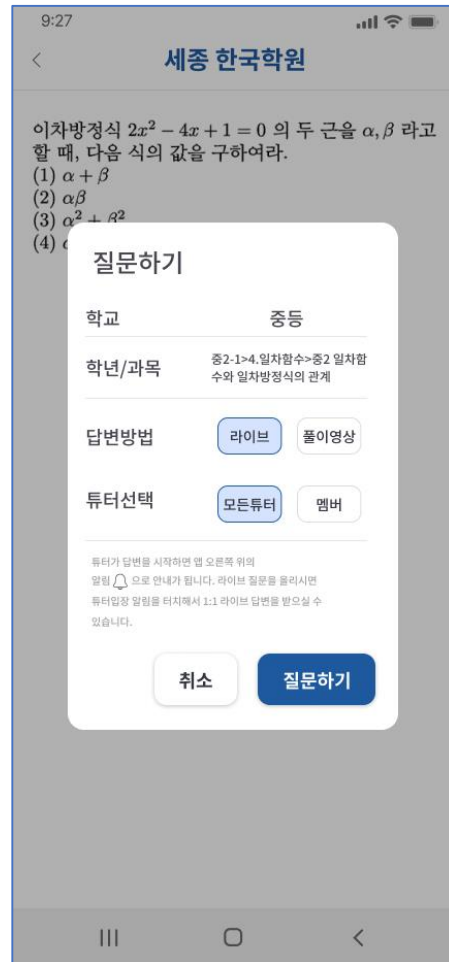 9:27
세종 한국학원
이차방정식 2x² − 4x + 1 = 0 의 두 근을 α, β 라고
할 때, 다음 식의 값을 구하여라.
(1) α + β
(2) αβ
(3) α² + β²
(4)
질문하기
학교 중등
학년/과목 중2-1>4.일차함수>중2 일차함
수와 일차방정식의 관계
답변방법 라이브 풀이영상
튜터선택 모든튜터 멤버
튜터가 답변을 시작하면 앱 오른쪽 위의
알림 으로 안내가 됩니다. 라이브 질문을 올리시면
튜터입장 알림을 터치해서 1:1 라이브 답변을 받으실 수
있습니다.
취소 질문하기